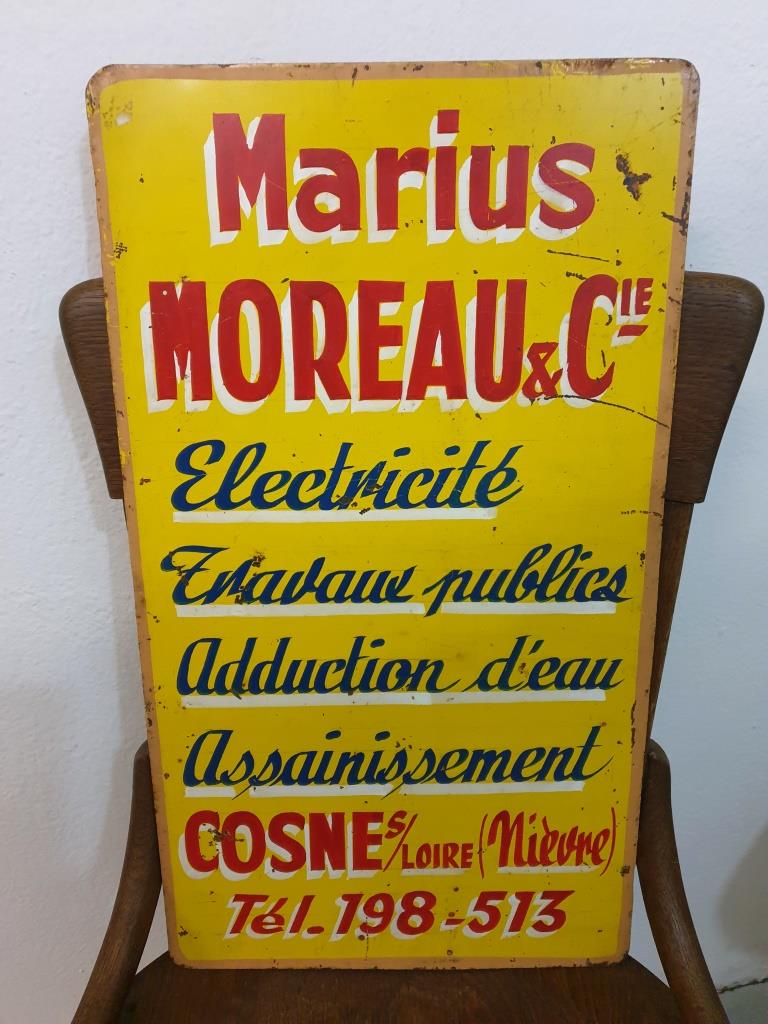 Marius
MOREAU & Cie
Electricité
Travaux publics
Adduction d'eau
Assainissement
COSNE s/LOIRE (Nièvre)
Tél. 198-513